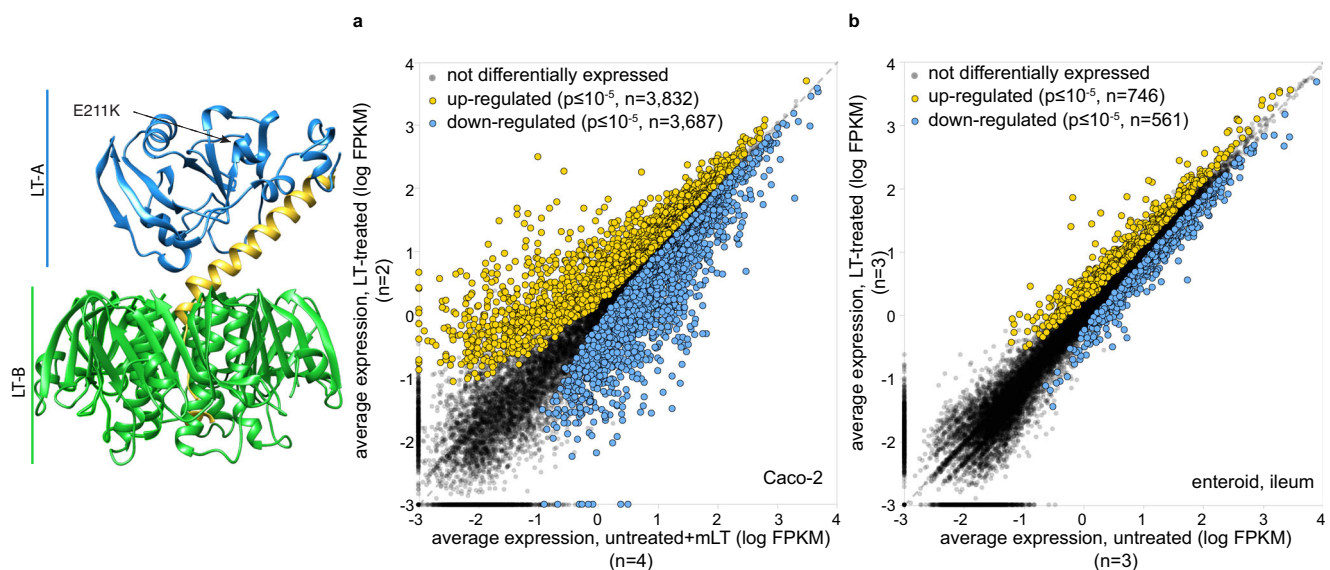 E211K
LT-A
LT-B
a
average expression, LT-treated (log FPKM)
(n=2)
4
3
2
1
0
-1
-2
-3
not differentially expressed
up-regulated (p≤10⁻⁵, n=3,832)
down-regulated (p≤10⁻⁵, n=3,687)
Caco-2
-3 -2 -1 0 1 2 3 4
average expression, untreated+mLT (log FPKM)
(n=4)
b
average expression, LT-treated (log FPKM)
(n=3)
4
3
2
1
0
-1
-2
-3
not differentially expressed
up-regulated (p≤10⁻⁵, n=746)
down-regulated (p≤10⁻⁵, n=561)
enteroid, ileum
-3 -2 -1 0 1 2 3 4
average expression, untreated (log FPKM)
(n=3)